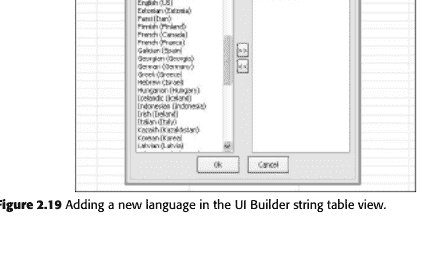 English (US)
Estonian (Estonia)
Farsi (Iran)
Finnish (Finland)
French (Canada)
French (France)
Galician (Spain)
Georgian (Georgia)
German (Germany)
Greek (Greece)
Hebrew (Israel)
Hungarian (Hungary)
Icelandic (Iceland)
Indonesian (Indonesia)
Irish (Ireland)
Italian (Italy)
Kazakh (Kazakhstan)
Korean (Korea)
Latvian (Latvia)
>>
<<
Ok
Cancel
Figure 2.19 Adding a new language in the UI Builder string table view.